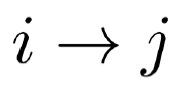 i → j